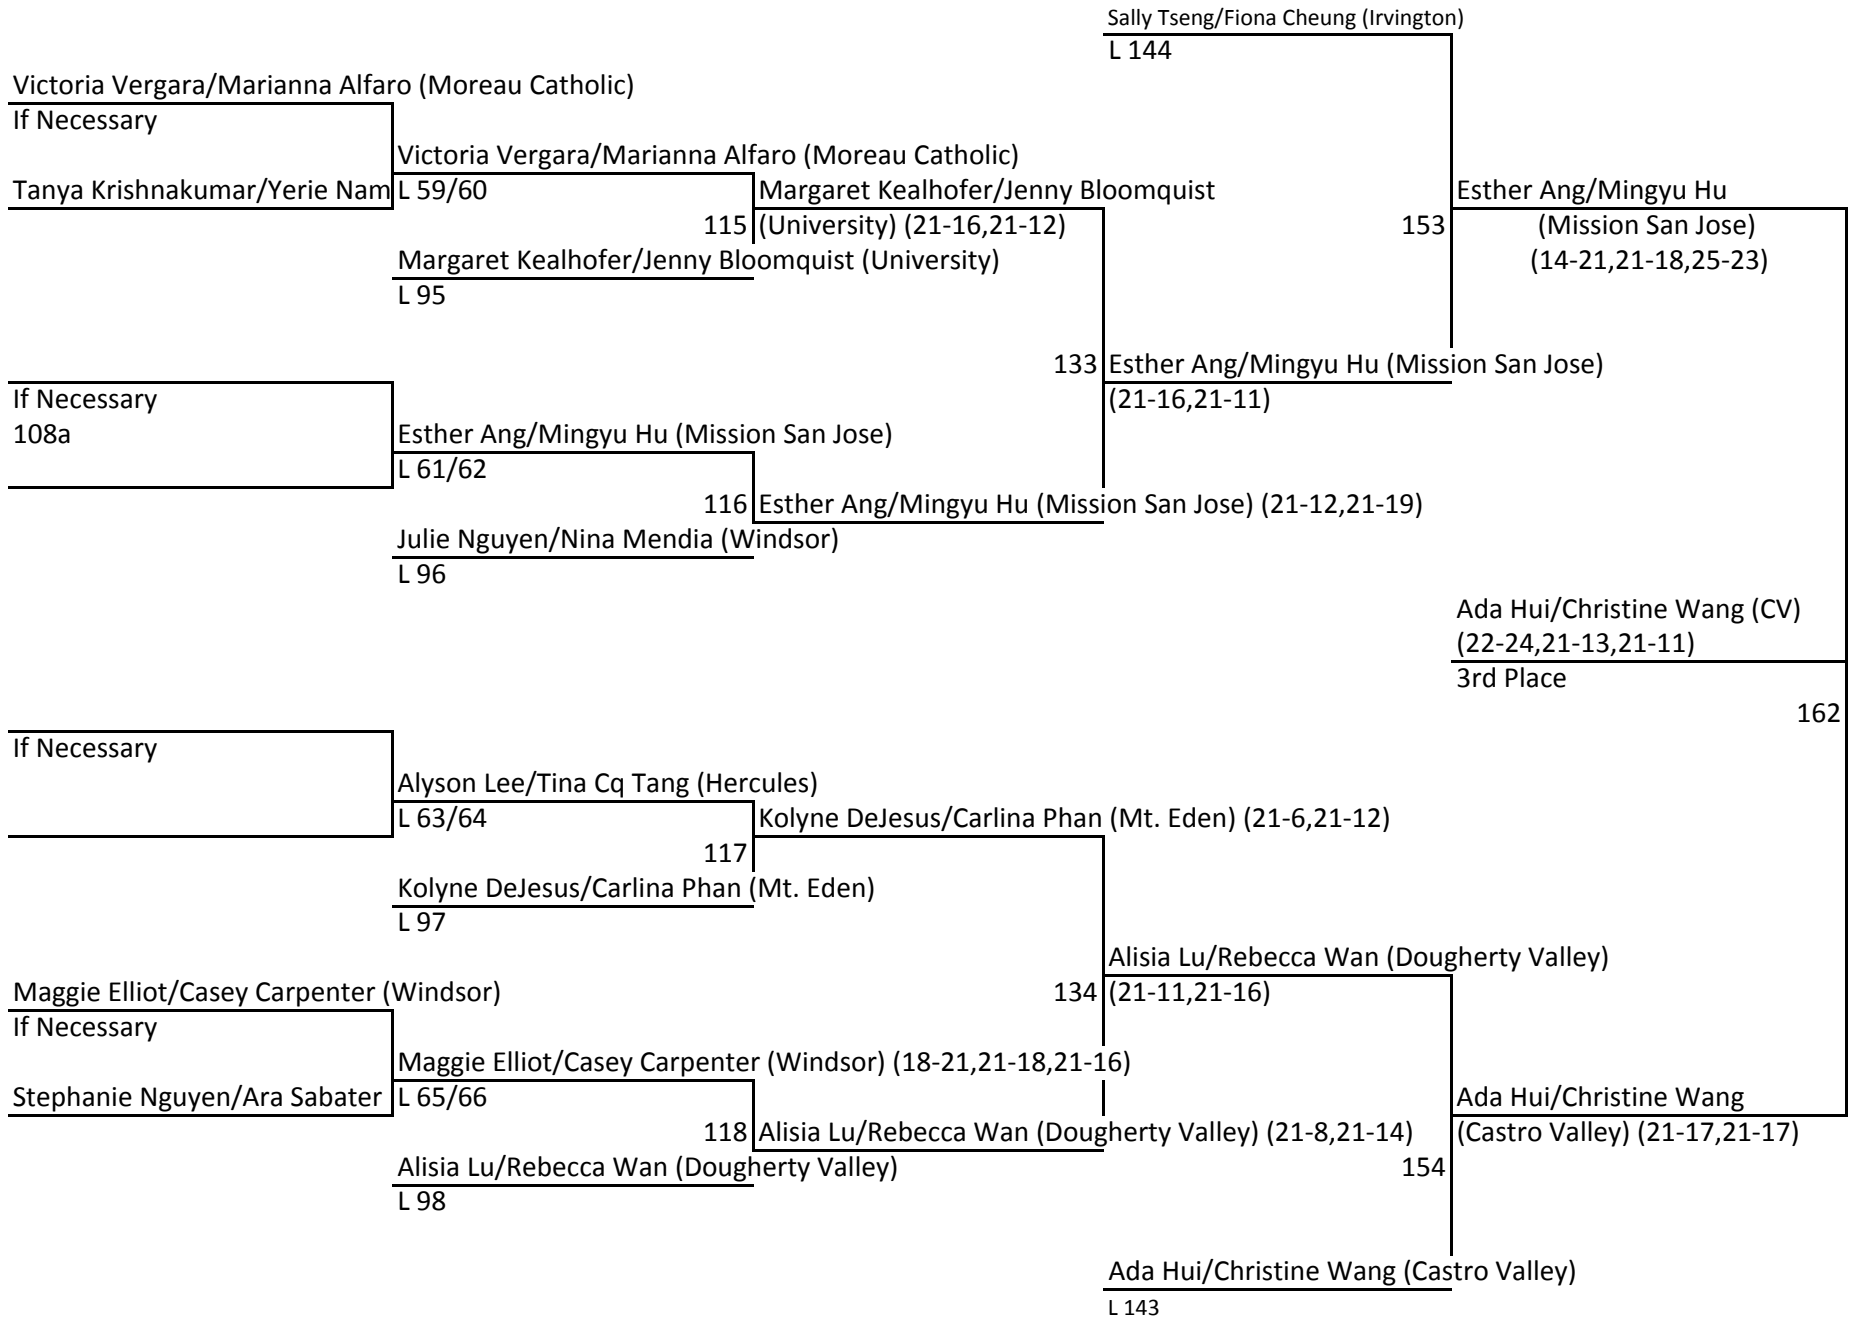 Sally Tseng/Fiona Cheung (Irvington)
L 144
Victoria Vergara/Marianna Alfaro (Moreau Catholic)
If Necessary
Victoria Vergara/Marianna Alfaro (Moreau Catholic)
Tanya Krishnakumar/Yerie Nam
L 59/60
Margaret Kealhofer/Jenny Bloomquist
Esther Ang/Mingyu Hu
115
(University) (21-16,21-12)
153
(Mission San Jose)
Margaret Kealhofer/Jenny Bloomquist (University)
(14-21,21-18,25-23)
L 95
133
Esther Ang/Mingyu Hu (Mission San Jose)
If Necessary
(21-16,21-11)
108a
Esther Ang/Mingyu Hu (Mission San Jose)
L 61/62
116
Esther Ang/Mingyu Hu (Mission San Jose) (21-12,21-19)
Julie Nguyen/Nina Mendia (Windsor)
L 96
Ada Hui/Christine Wang (CV)
(22-24,21-13,21-11)
3rd Place
162
If Necessary
Alyson Lee/Tina Cq Tang (Hercules)
L 63/64
Kolyne DeJesus/Carlina Phan (Mt. Eden) (21-6,21-12)
117
Kolyne DeJesus/Carlina Phan (Mt. Eden)
L 97
Alisia Lu/Rebecca Wan (Dougherty Valley)
Maggie Elliot/Casey Carpenter (Windsor)
134
(21-11,21-16)
If Necessary
Maggie Elliot/Casey Carpenter (Windsor) (18-21,21-18,21-16)
Stephanie Nguyen/Ara Sabater
L 65/66
Ada Hui/Christine Wang
118
Alisia Lu/Rebecca Wan (Dougherty Valley) (21-8,21-14)
(Castro Valley) (21-17,21-17)
Alisia Lu/Rebecca Wan (Dougherty Valley)
154
L 98
Ada Hui/Christine Wang (Castro Valley)
L 143